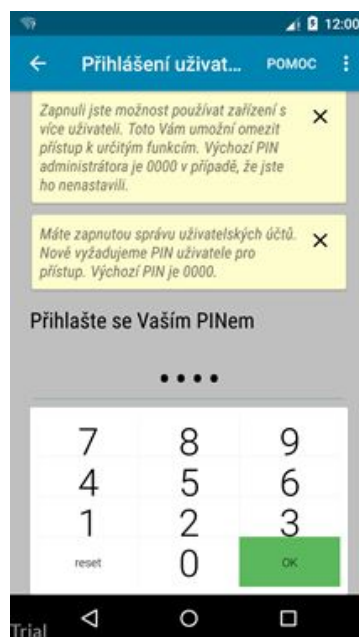 12:00
Přihlášení uživat... POMOC
Zapnuli jste možnost používat zařízení s
více uživateli. Toto Vám umožní omezit
přístup k určitým funkcím. Výchozí PIN
administrátora je 0000 v případě, že jste
ho nenastavili.
Máte zapnutou správu uživatelských účtů.
Nově vyžadujeme PIN uživatele pro
přístup. Výchozí PIN je 0000.
Přihlašte se Vaším PINem
7 8 9
4 5 6
1 2 3
reset 0 OK
Trial